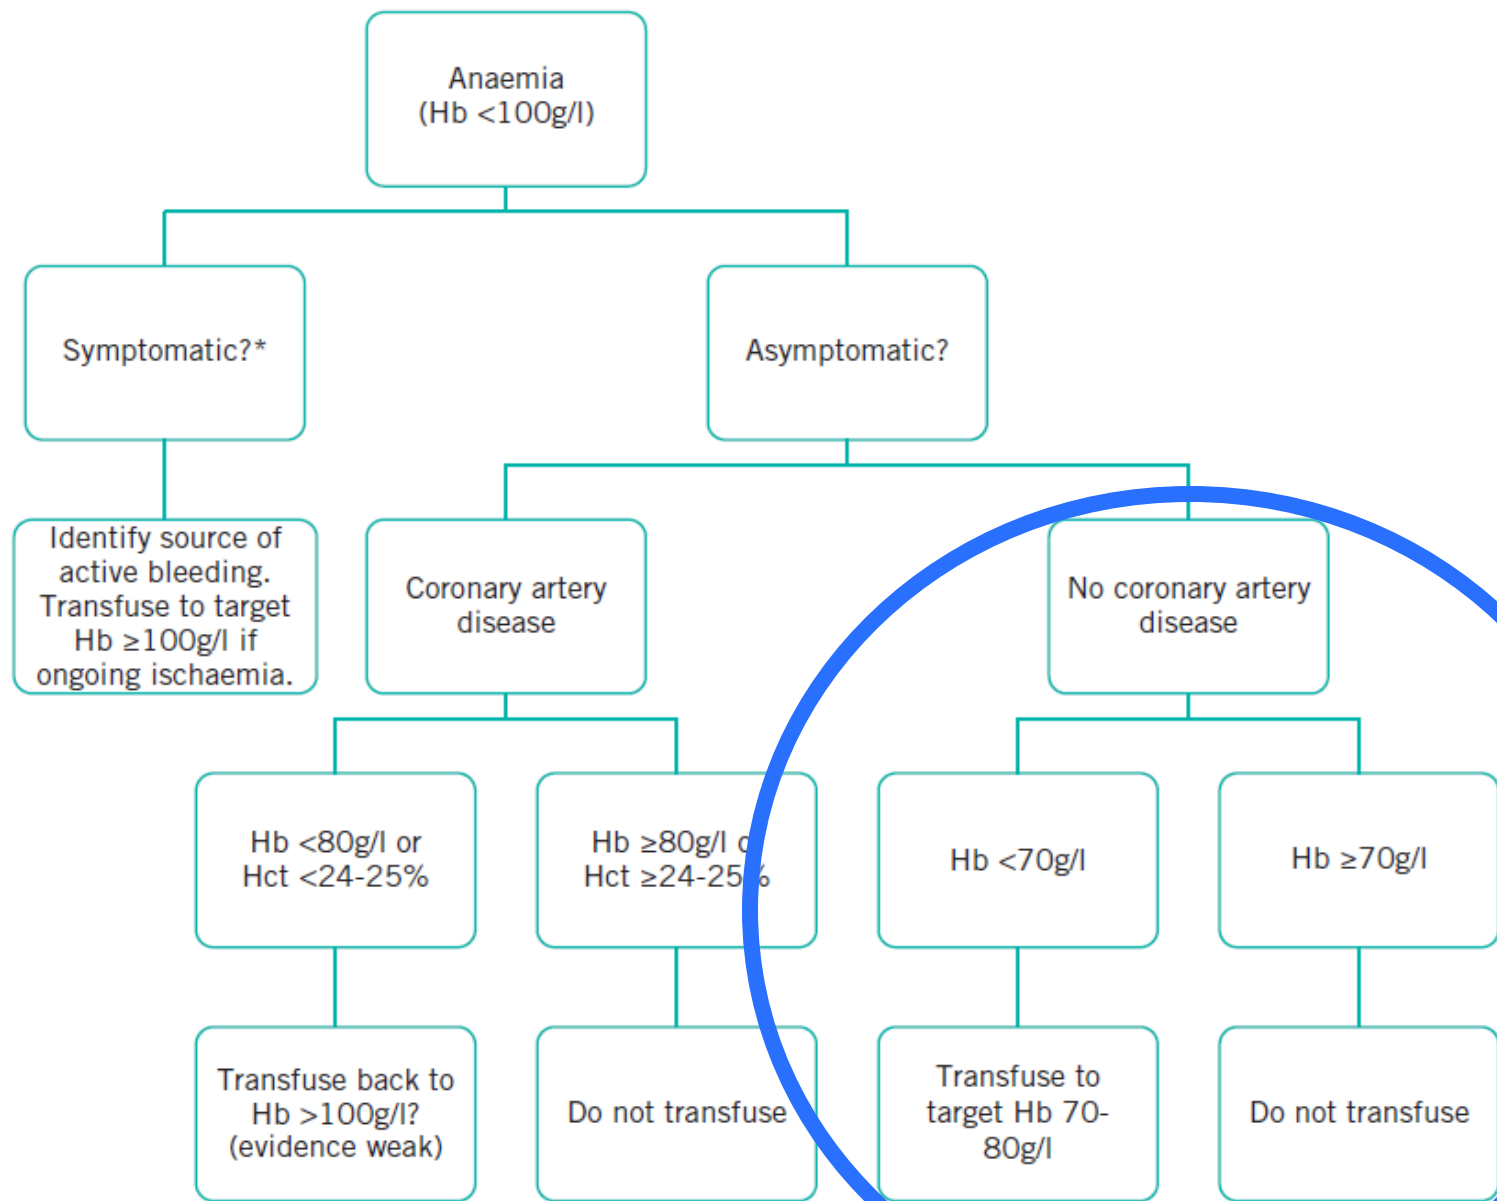 Anaemia
(Hb <100g/l)
Symptomatic?*
Asymptomatic?
Identify source of
active bleeding.
Transfuse to target
Hb ≥100g/l if
ongoing ischaemia.
Coronary artery
disease
No coronary artery
disease
Hb <80g/l or
Hct <24-25%
Hb ≥80g/l or
Hct ≥24-25%
Hb <70g/l
Hb ≥70g/l
Transfuse back to
Hb >100g/l?
(evidence weak)
Do not transfuse
Transfuse to
target Hb 70-
80g/l
Do not transfuse